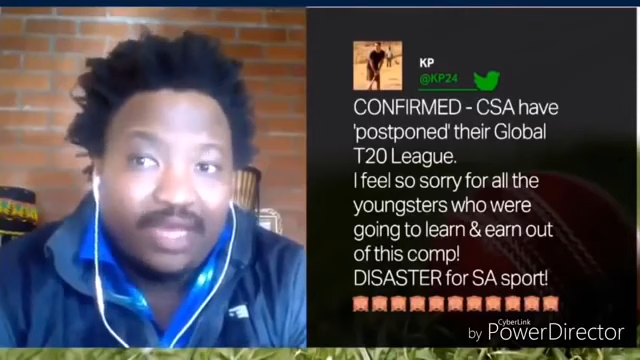 KP
@KP24
CONFIRMED - CSA have
'postponed' their Global
T20 League.
I feel so sorry for all the
youngsters who were
going to learn & earn out
of this comp!
DISASTER for SA sport!
CyberLink
by PowerDirector